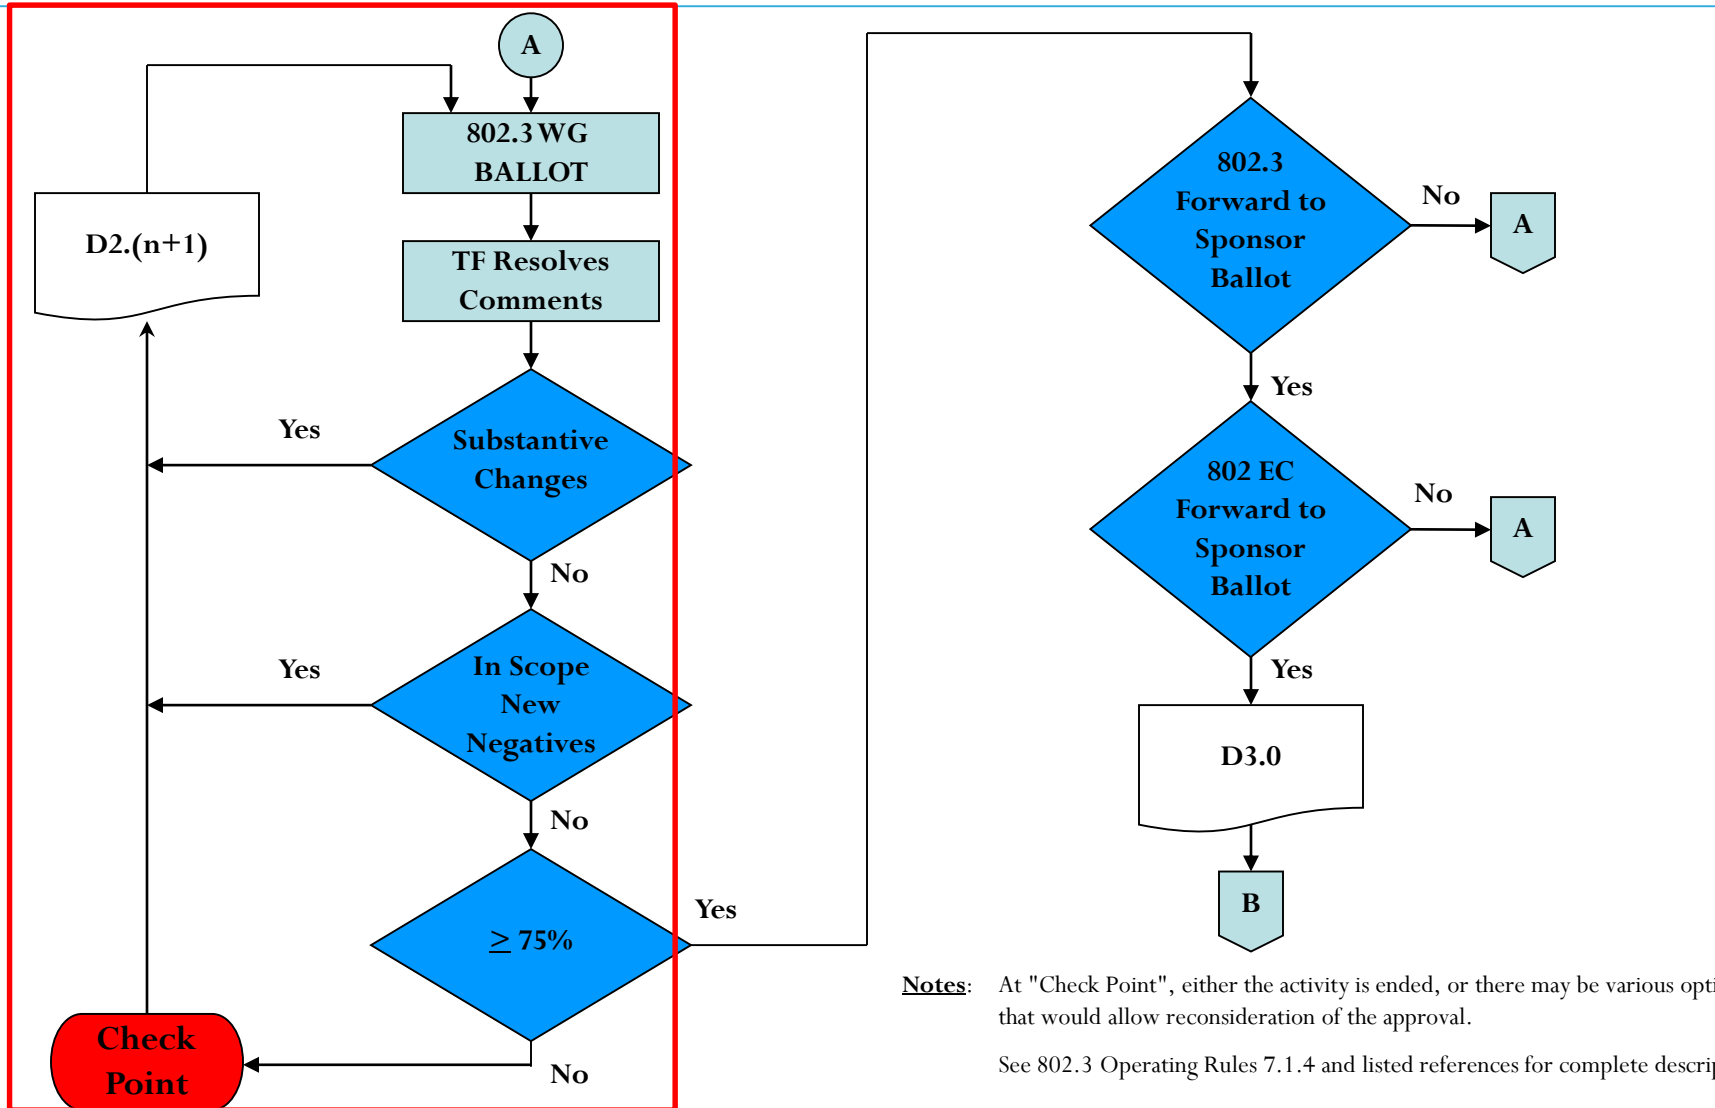 A
802.3 WG
BALLOT
D2.(n+1)
TF Resolves
Comments
Substantive
Changes
Yes
No
In Scope
New
Negatives
Yes
No
≥ 75%
Yes
No
Check
Point
802.3
Forward to
Sponsor
Ballot
No
A
Yes
802 EC
Forward to
Sponsor
Ballot
No
A
Yes
D3.0
B
Notes: At "Check Point", either the activity is ended, or there may be various
that would allow reconsideration of the approval.
See 802.3 Operating Rules 7.1.4 and listed references for complete